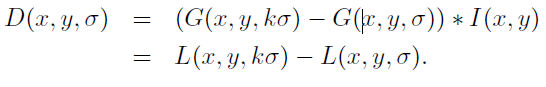 D(x, y, σ) = (G(x, y, kσ) − G(x, y, σ)) ∗ I(x, y)
= L(x, y, kσ) − L(x, y, σ).